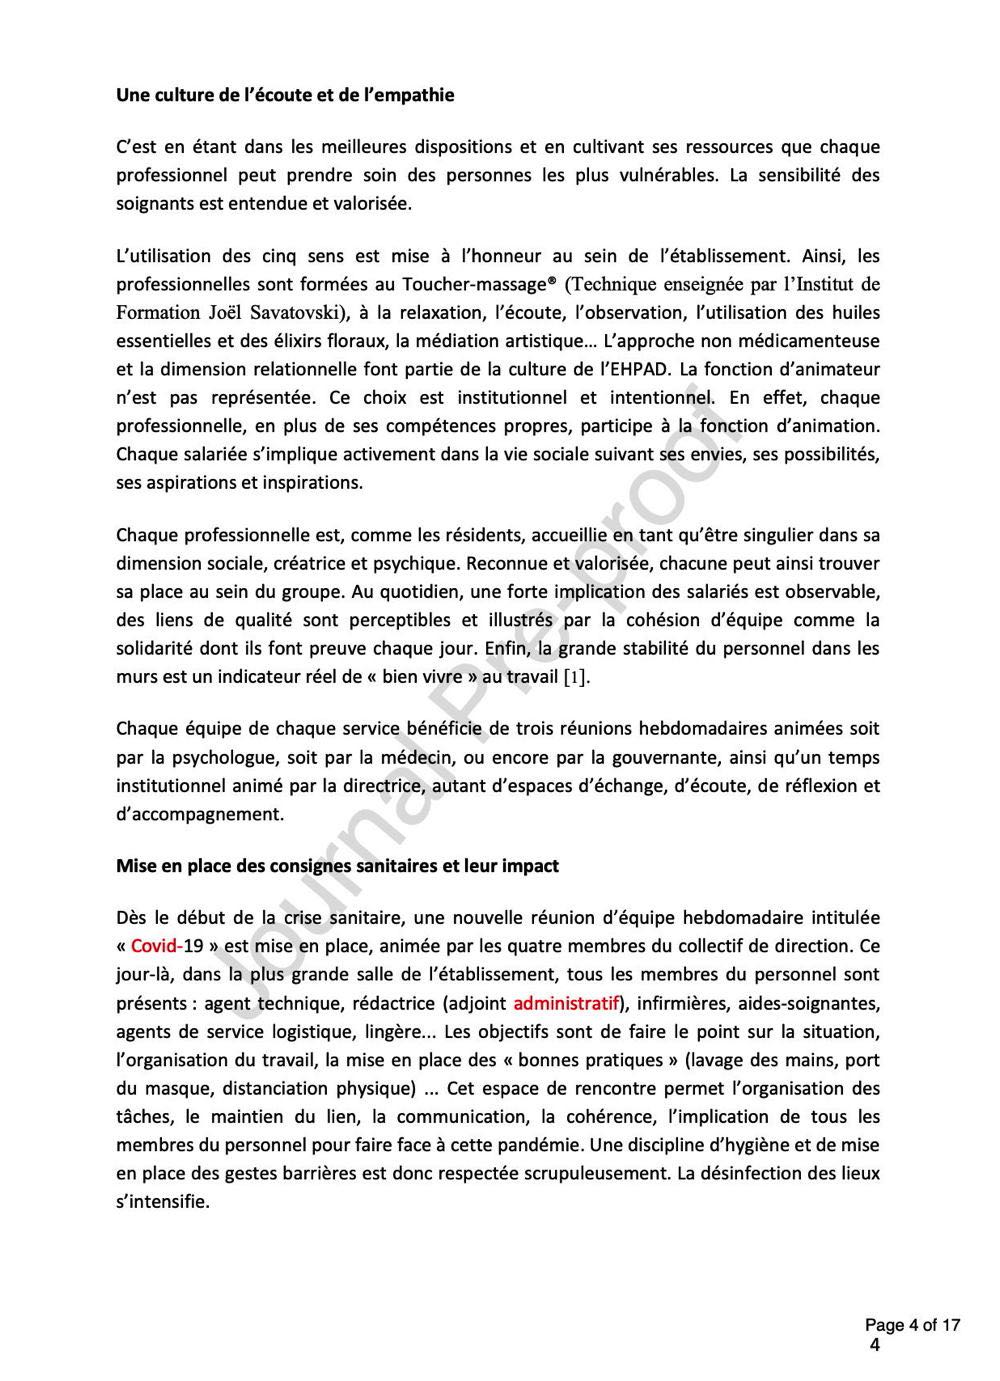 Une culture de l’écoute et de l’empathie
C’est en étant dans les meilleures dispositions et en cultivant ses ressources que chaque
professionnel peut prendre soin des personnes les plus vulnérables. La sensibilité des
soignants est entendue et valorisée.
L’utilisation des cinq sens est mise à l’honneur au sein de l’établissement. Ainsi, les
professionnelles sont formées au Toucher-massage® (Technique enseignée par l’Institut de
Formation Joël Savatovski), à la relaxation, l’écoute, l’observation, l’utilisation des huiles
essentielles et des élixirs floraux, la médiation artistique… L’approche non médicamenteuse
et la dimension relationnelle font partie de la culture de l’EHPAD. La fonction d’animateur
n’est pas représentée. Ce choix est institutionnel et intentionnel. En effet, chaque
professionnelle, en plus de ses compétences propres, participe à la fonction d’animation.
Chaque salariée s’implique activement dans la vie sociale suivant ses envies, ses possibilités,
ses aspirations et inspirations.
Chaque professionnelle est, comme les résidents, accueillie en tant qu’être singulier dans sa
dimension sociale, créatrice et psychique. Reconnue et valorisée, chacune peut ainsi trouver
sa place au sein du groupe. Au quotidien, une forte implication des salariés est observable,
des liens de qualité sont perceptibles et illustrés par la cohésion d’équipe comme la
solidarité dont ils font preuve chaque jour. Enfin, la grande stabilité du personnel dans les
murs est un indicateur réel de « bien vivre » au travail [1].
Chaque équipe de chaque service bénéficie de trois réunions hebdomadaires animées soit
par la psychologue, soit par la médecin, ou encore par la gouvernante, ainsi qu’un temps
institutionnel animé par la directrice, autant d’espaces d’échange, d’écoute, de réflexion et
d’accompagnement.
Mise en place des consignes sanitaires et leur impact
Dès le début de la crise sanitaire, une nouvelle réunion d’équipe hebdomadaire intitulée
« Covid-19 » est mise en place, animée par les quatre membres du collectif de direction. Ce
jour-là, dans la plus grande salle de l’établissement, tous les membres du personnel sont
présents : agent technique, rédactrice (adjoint administratif), infirmières, aides-soignantes,
agents de service logistique, lingère... Les objectifs sont de faire le point sur la situation,
l’organisation du travail, la mise en place des « bonnes pratiques » (lavage des mains, port
du masque, distanciation physique) ... Cet espace de rencontre permet l’organisation des
tâches, le maintien du lien, la communication, la cohérence, l’implication de tous les
membres du personnel pour faire face à cette pandémie. Une discipline d’hygiène et de mise
en place des gestes barrières est donc respectée scrupuleusement. La désinfection des lieux
s’intensifie.
Journal Pre-proof
Page 4 of 17
4